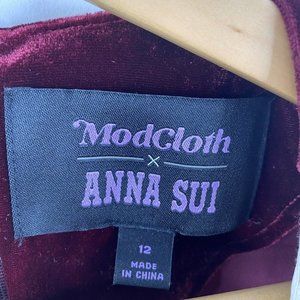 ModCloth
×
ANNA SUI
12
MADE
IN CHINA